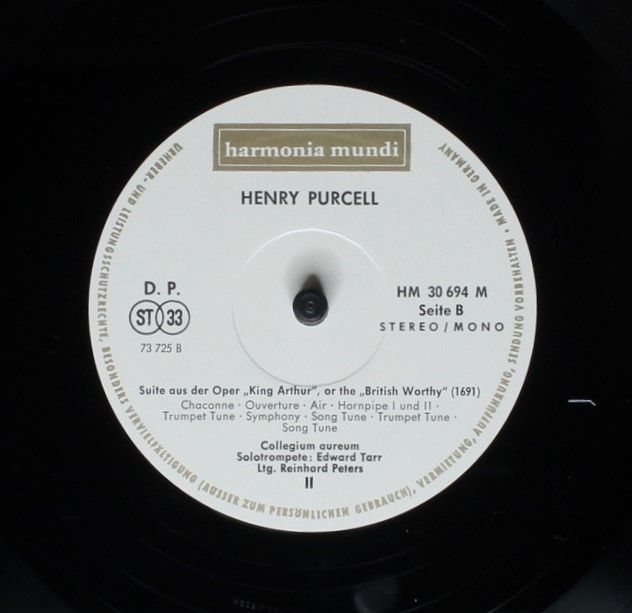 harmonia mundi
HENRY PURCELL
D. P.
ST 33
73 725 B
HM 30 694 M
Seite B
STEREO/MONO
Suite aus der Oper „King Arthur", or the „British Worthy" (1691)
Chaconne · Ouverture · Air · Hornpipe I und II ·
Trumpet Tune · Symphony · Song Tune · Trumpet Tune ·
Song Tune
Collegium aureum
Solotrompete: Edward Tarr
Ltg. Reinhard Peters
II
URHEBER- UND LEISTUNGSSCHUTZRECHTE, BESONDERS VERVIELFÄLTIGUNG (AUSSER ZUM PERSÖNLICHEN GEBRAUCH), VERMIETUNG, AUFFÜHRUNG, SENDUNG VORBEHALTEN · MADE IN GERMANY